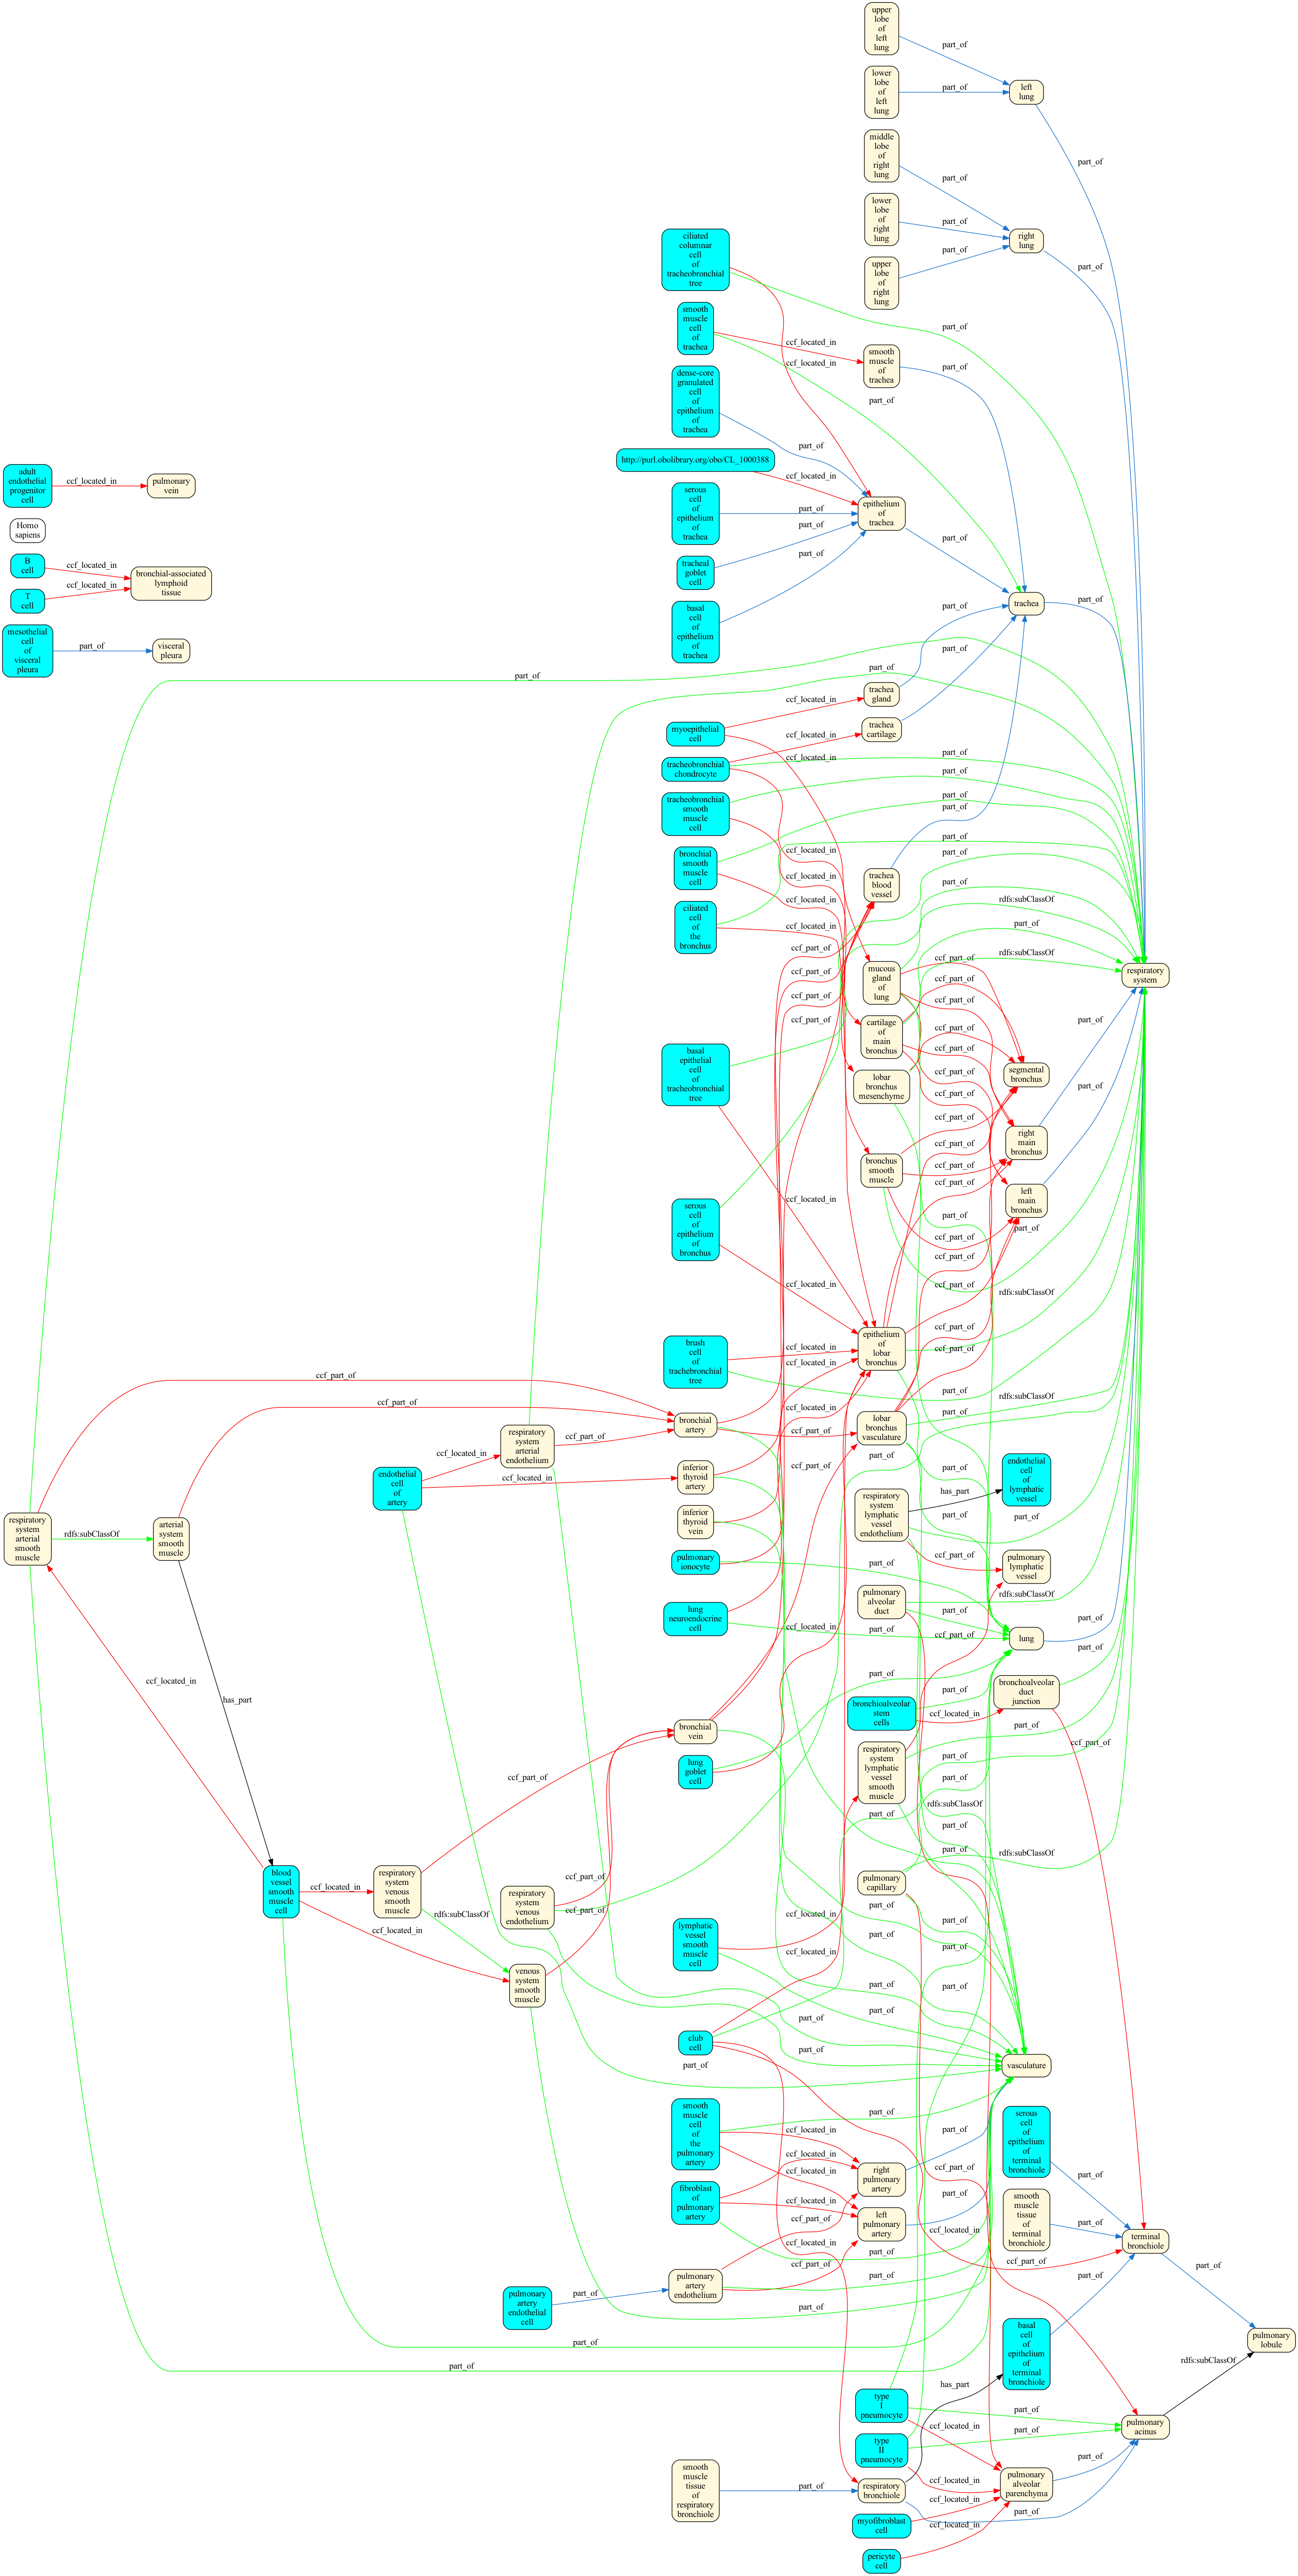 upper
lobe
of
left
lung
part_of
lower
lobe
of
left
lung
part_of
left
lung
middle
lobe
of
right
lung
part_of
part_of
lower
lobe
of
right
lung
part_of
right
lung
upper
lobe
of
right
lung
part_of
part_of
ciliated
columnar
cell
of
tracheobronchial
tree
part_of
smooth
muscle
cell
of
trachea
ccf_located_in
smooth
muscle
of
trachea
ccf_located_in
dense-core
granulated
cell
of
epithelium
of
trachea
part_of
part_of
http://purl.obolibrary.org/obo/CL_1000388
ccf_located_in
adult
endothelial
progenitor
cell
ccf_located_in
pulmonary
vein
serous
cell
of
epithelium
of
trachea
part_of
epithelium
of
trachea
Homo
sapiens
part_of
part_of
B
cell
ccf_located_in
bronchial-associated
lymphoid
tissue
T
cell
ccf_located_in
tracheal
goblet
cell
part_of
basal
cell
of
epithelium
of
trachea
trachea
part_of
part_of
mesothelial
cell
of
visceral
pleura
part_of
visceral
pleura
part_of
part_of
part_of
trachea
gland
ccf_located_in
myoepithelial
cell
trachea
cartilage
ccf_located_in
ccf_located_in
tracheobronchial
chondrocyte
part_of
tracheobronchial
smooth
muscle
cell
part_of
part_of
part_of
bronchial
smooth
muscle
cell
ccf_located_in
part_of
part_of
ccf_located_in
trachea
blood
vessel
part_of
ccf_located_in
rdfs:subClassOf
ciliated
cell
of
the
bronchus
ccf_located_in
part_of
ccf_part_of
rdfs:subClassOf
ccf_part_of
mucous
gland
of
lung
ccf_part_of
respiratory
system
ccf_part_of
ccf_part_of
ccf_part_of
cartilage
of
main
bronchus
ccf_part_of
part_of
ccf_part_of
ccf_part_of
basal
epithelial
cell
of
tracheobronchial
tree
lobar
bronchus
mesenchyme
segmental
bronchus
ccf_part_of
part_of
ccf_part_of
ccf_part_of
right
main
bronchus
bronchus
smooth
muscle
ccf_part_of
ccf_part_of
ccf_located_in
left
main
bronchus
serous
cell
of
epithelium
of
bronchus
part_of
part_of
ccf_part_of
ccf_part_of
ccf_located_in
ccf_part_of
rdfs:subClassOf
brush
cell
of
trachebronchial
tree
ccf_located_in
ccf_located_in
epithelium
of
lobar
bronchus
ccf_part_of
ccf_part_of
ccf_part_of
part_of
rdfs:subClassOf
ccf_located_in
ccf_part_of
bronchial
artery
ccf_part_of
lobar
bronchus
vasculature
part_of
respiratory
system
arterial
endothelium
ccf_part_of
part_of
ccf_located_in
endothelial
cell
of
artery
ccf_located_in
inferior
thyroid
artery
ccf_part_of
part_of
has_part
endothelial
cell
of
lymphatic
vessel
respiratory
system
lymphatic
vessel
endothelium
part_of
part_of
inferior
thyroid
vein
respiratory
system
arterial
smooth
muscle
rdfs:subClassOf
arterial
system
smooth
muscle
pulmonary
ionocyte
part_of
ccf_part_of
pulmonary
lymphatic
vessel
rdfs:subClassOf
pulmonary
alveolar
duct
part_of
lung
neuroendocrine
cell
ccf_located_in
part_of
ccf_part_of
lung
part_of
part_of
ccf_located_in
has_part
part_of
part_of
bronchoalveolar
duct
junction
bronchioalveolar
stem
cells
ccf_located_in
bronchial
vein
part_of
ccf_part_of
lung
goblet
cell
respiratory
system
lymphatic
vessel
smooth
muscle
part_of
part_of
ccf_part_of
rdfs:subClassOf
part_of
part_of
part_of
rdfs:subClassOf
blood
vessel
smooth
muscle
cell
ccf_located_in
respiratory
system
venous
smooth
muscle
ccf_part_of
respiratory
system
venous
endothelium
ccf_part_of
rdfs:subClassOf
pulmonary
capillary
part_of
ccf_located_in
part_of
part_of
ccf_located_in
lymphatic
vessel
smooth
muscle
cell
ccf_located_in
part_of
part_of
venous
system
smooth
muscle
part_of
part_of
part_of
part_of
club
cell
part_of
part_of
vasculature
smooth
muscle
cell
of
the
pulmonary
artery
part_of
part_of
ccf_located_in
ccf_located_in
ccf_located_in
right
pulmonary
artery
ccf_part_of
serous
cell
of
epithelium
of
terminal
bronchiole
part_of
fibroblast
of
pulmonary
artery
ccf_located_in
ccf_part_of
left
pulmonary
artery
part_of
smooth
muscle
tissue
of
terminal
bronchiole
part_of
ccf_located_in
ccf_located_in
part_of
ccf_part_of
terminal
bronchiole
ccf_part_of
pulmonary
artery
endothelial
cell
part_of
pulmonary
artery
endothelium
part_of
part_of
part_of
part_of
part_of
part_of
basal
cell
of
epithelium
of
terminal
bronchiole
pulmonary
lobule
rdfs:subClassOf
has_part
type
I
pneumocyte
part_of
ccf_located_in
part_of
pulmonary
acinus
type
II
pneumocyte
part_of
ccf_located_in
smooth
muscle
tissue
of
respiratory
bronchiole
part_of
respiratory
bronchiole
ccf_located_in
pulmonary
alveolar
parenchyma
part_of
myofibroblast
cell
ccf_located_in
pericyte
cell